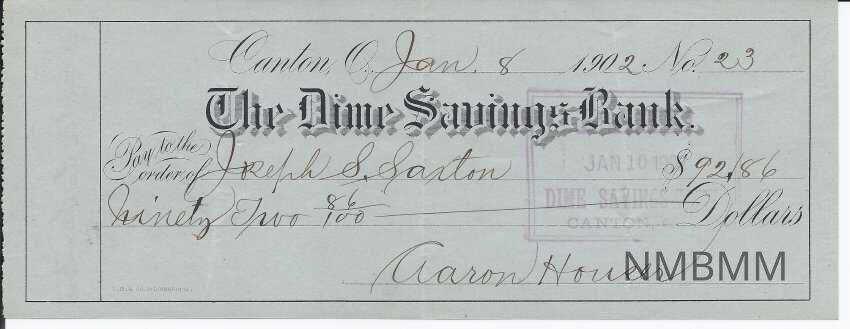 Canton, O., Jan. 8 1902 No. 23
The Dime Savings Bank.
Pay to the order of Joseph S. Saxton $92.86
Ninety Two 86/100 Dollars
JAN 10
DIME SAVINGS
CANTON,
Aaron
NMBMM